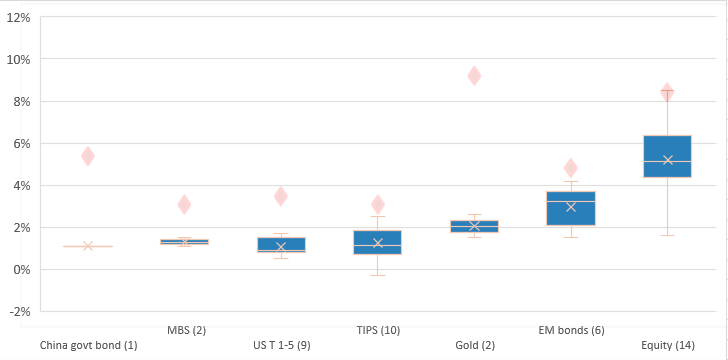 12%
10%
8%
6%
4%
2%
0%
-2%
MBS (2)
TIPS (10)
EM bonds (6)
China govt bond (1)
US T 1-5 (9)
Gold (2)
Equity (14)